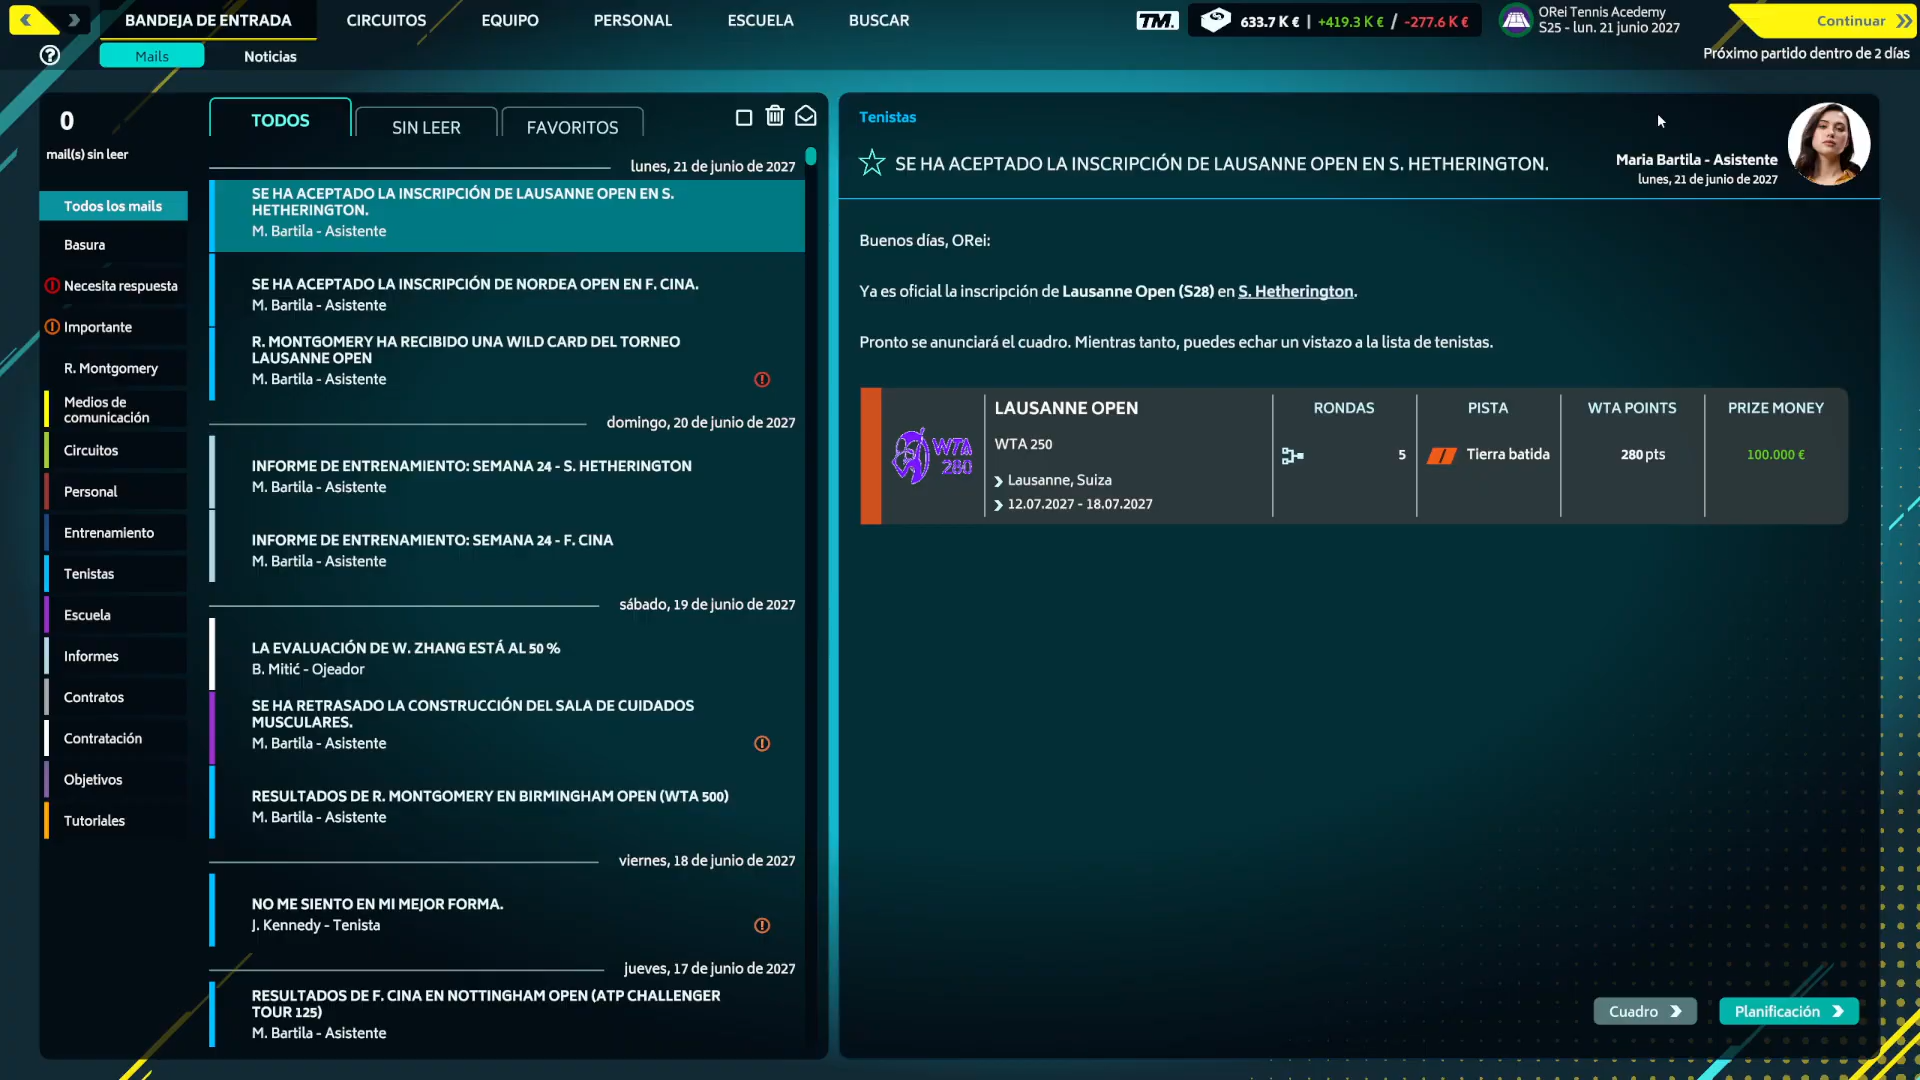 BANDEJA DE ENTRADA
CIRCUITOS
EQUIPO
PERSONAL
ESCUELA
BUSCAR
TM.
633.7 K € | +419.3 K € / -277.6 K €
ORei Tennis Acedemy
S25 - lun. 21 junio 2027
Continuar
Próximo partido dentro de 2 días
Mails
Noticias
0
mail(s) sin leer
Todos los mails
Basura
Necesita respuesta
Importante
R. Montgomery
Medios de
comunicación
Circuitos
Personal
Entrenamiento
Tenistas
Escuela
Informes
Contratos
Contratación
Objetivos
Tutoriales
TODOS
SIN LEER
FAVORITOS
lunes, 21 de junio de 2027
SE HA ACEPTADO LA INSCRIPCIÓN DE LAUSANNE OPEN EN S.
HETHERINGTON.
M. Bartila - Asistente
SE HA ACEPTADO LA INSCRIPCIÓN DE NORDEA OPEN EN F. CINA.
M. Bartila - Asistente
R. MONTGOMERY HA RECIBIDO UNA WILD CARD DEL TORNEO
LAUSANNE OPEN
M. Bartila - Asistente
domingo, 20 de junio de 2027
INFORME DE ENTRENAMIENTO: SEMANA 24 - S. HETHERINGTON
M. Bartila - Asistente
INFORME DE ENTRENAMIENTO: SEMANA 24 - F. CINA
M. Bartila - Asistente
sábado, 19 de junio de 2027
LA EVALUACIÓN DE W. ZHANG ESTÁ AL 50 %
B. Mitić - Ojeador
SE HA RETRASADO LA CONSTRUCCIÓN DEL SALA DE CUIDADOS
MUSCULARES.
M. Bartila - Asistente
RESULTADOS DE R. MONTGOMERY EN BIRMINGHAM OPEN (WTA 500)
M. Bartila - Asistente
viernes, 18 de junio de 2027
NO ME SIENTO EN MI MEJOR FORMA.
J. Kennedy - Tenista
jueves, 17 de junio de 2027
RESULTADOS DE F. CINA EN NOTTINGHAM OPEN (ATP CHALLENGER
TOUR 125)
M. Bartila - Asistente
Tenistas
SE HA ACEPTADO LA INSCRIPCIÓN DE LAUSANNE OPEN EN S. HETHERINGTON.
Maria Bartila - Asistente
lunes, 21 de junio de 2027
Buenos días, ORei:
Ya es oficial la inscripción de Lausanne Open (S28) en S. Hetherington.
Pronto se anunciará el cuadro. Mientras tanto, puedes echar un vistazo a la lista de tenistas.
WTA
280
LAUSANNE OPEN
WTA 250
Lausanne, Suiza
12.07.2027 - 18.07.2027
RONDAS
5
PISTA
Tierra batida
WTA POINTS
280 pts
PRIZE MONEY
100.000 €
Cuadro
Planificación